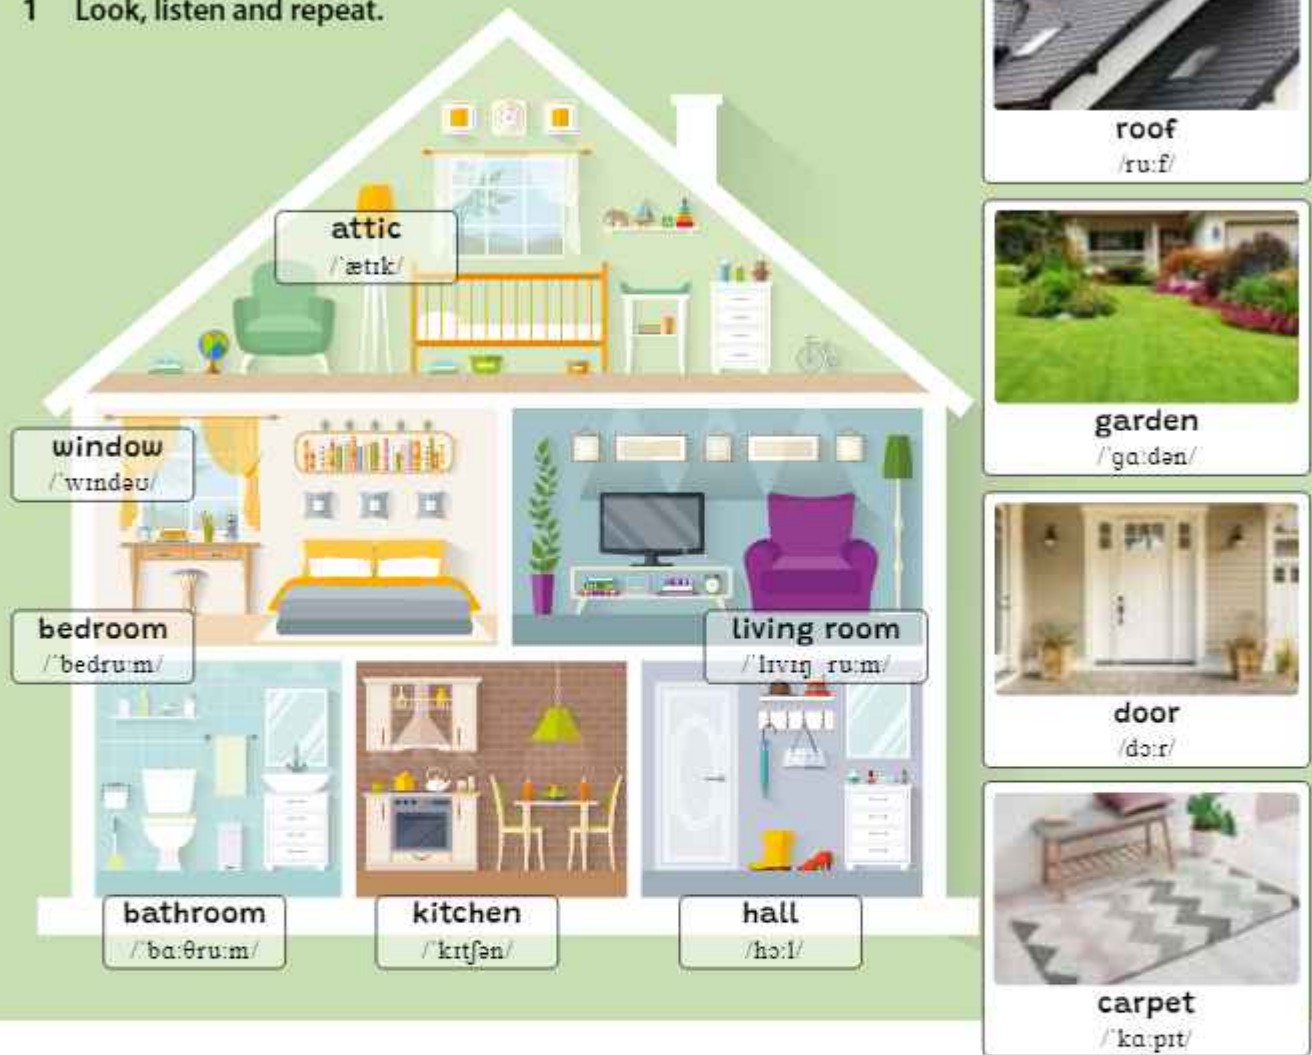 1 Look, listen and repeat.
attic
/ˈætɪk/
window
/ˈwɪndəʊ/
bedroom
/ˈbedruːm/
living room
/ˈlɪvɪŋ ruːm/
bathroom
/ˈbɑːθruːm/
kitchen
/ˈkɪtʃən/
hall
/hɔːl/
roof
/ruːf/
garden
/ˈɡɑːdən/
door
/dɔːr/
carpet
/ˈkɑːpɪt/